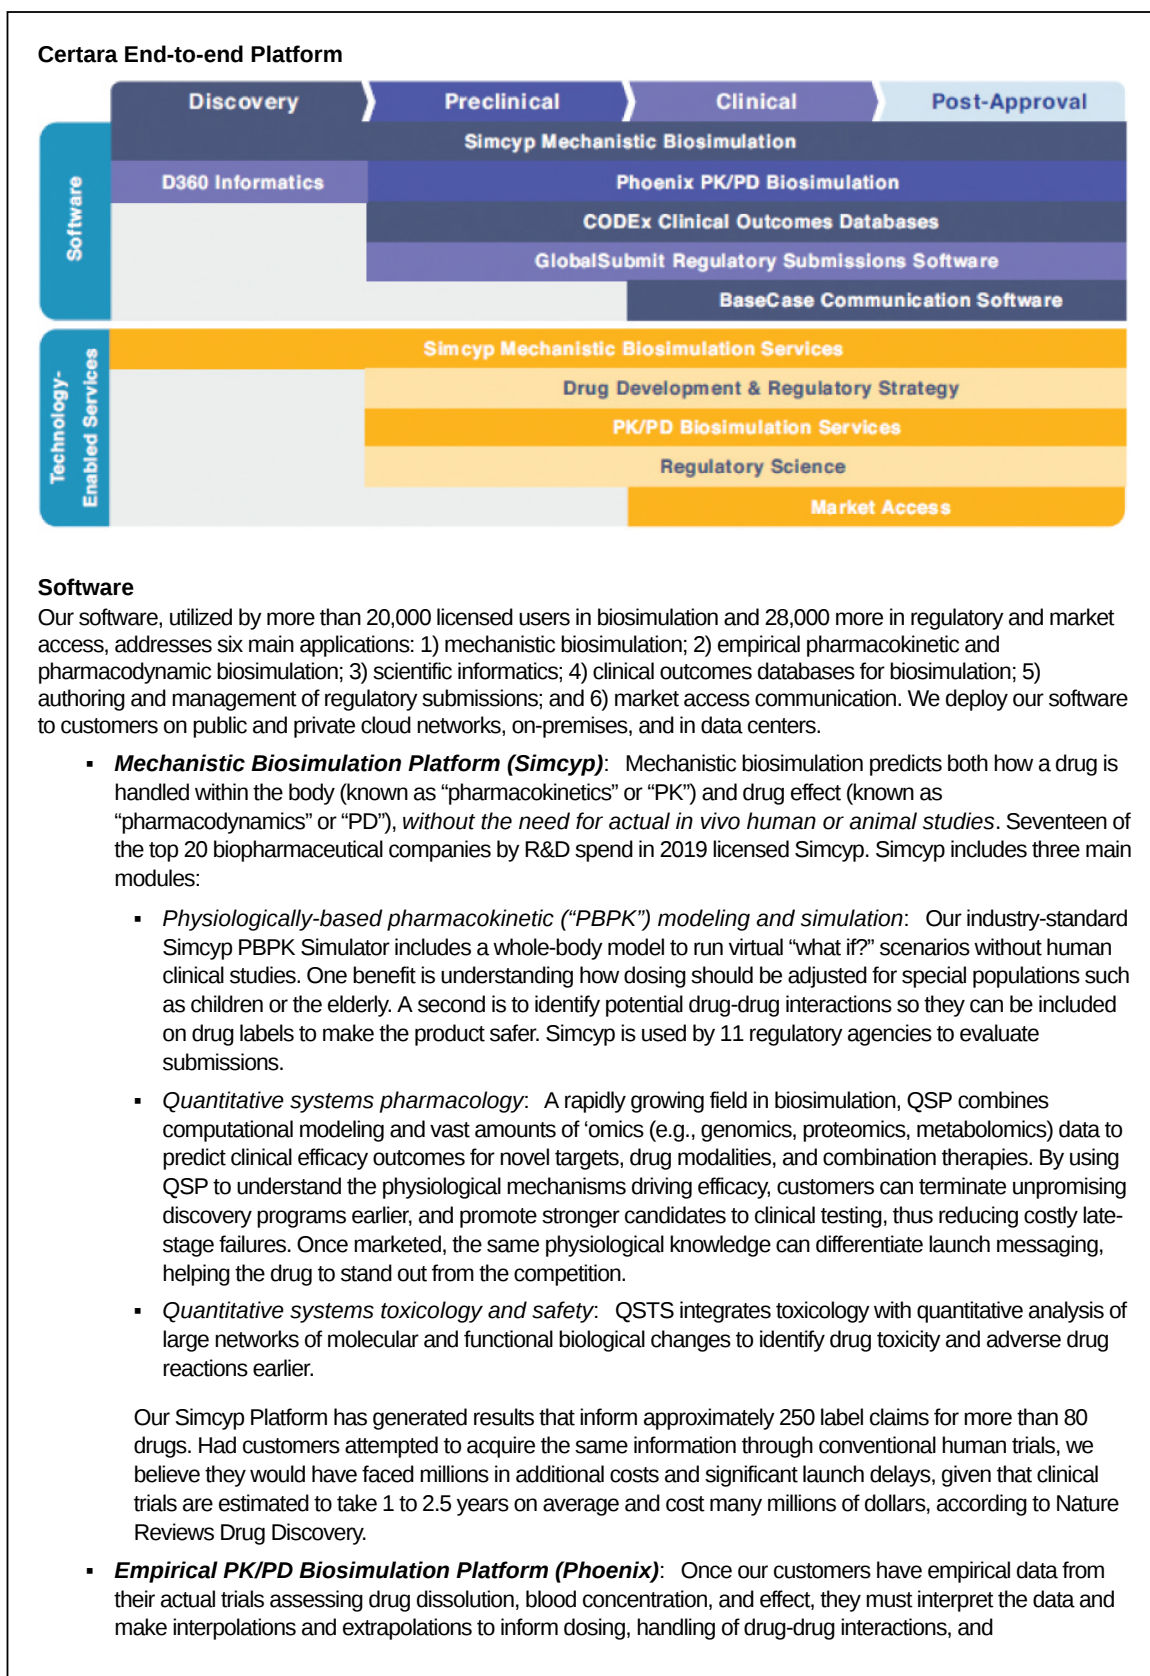 Certara End-to-end Platform
Discovery Preclinical Clinical Post-Approval
Software
Simcyp Mechanistic Biosimulation
D360 Informatics Phoenix PK/PD Biosimulation
CODEx Clinical Outcomes Databases
GlobalSubmit Regulatory Submissions Software
BaseCase Communication Software
Technology-
Enabled Services
Simcyp Mechanistic Biosimulation Services
Drug Development & Regulatory Strategy
PK/PD Biosimulation Services
Regulatory Science
Market Access
Software
Our software, utilized by more than 20,000 licensed users in biosimulation and 28,000 more in regulatory and market
access, addresses six main applications: 1) mechanistic biosimulation; 2) empirical pharmacokinetic and
pharmacodynamic biosimulation; 3) scientific informatics; 4) clinical outcomes databases for biosimulation; 5)
authoring and management of regulatory submissions; and 6) market access communication. We deploy our software
to customers on public and private cloud networks, on-premises, and in data centers.
▪ Mechanistic Biosimulation Platform (Simcyp): Mechanistic biosimulation predicts both how a drug is
handled within the body (known as “pharmacokinetics” or “PK”) and drug effect (known as
“pharmacodynamics” or “PD”), without the need for actual in vivo human or animal studies. Seventeen of
the top 20 biopharmaceutical companies by R&D spend in 2019 licensed Simcyp. Simcyp includes three main
modules:
▪ Physiologically-based pharmacokinetic (“PBPK”) modeling and simulation: Our industry-standard
Simcyp PBPK Simulator includes a whole-body model to run virtual “what if?” scenarios without human
clinical studies. One benefit is understanding how dosing should be adjusted for special populations such
as children or the elderly. A second is to identify potential drug-drug interactions so they can be included
on drug labels to make the product safer. Simcyp is used by 11 regulatory agencies to evaluate
submissions.
▪ Quantitative systems pharmacology: A rapidly growing field in biosimulation, QSP combines
computational modeling and vast amounts of ‘omics (e.g., genomics, proteomics, metabolomics) data to
predict clinical efficacy outcomes for novel targets, drug modalities, and combination therapies. By using
QSP to understand the physiological mechanisms driving efficacy, customers can terminate unpromising
discovery programs earlier, and promote stronger candidates to clinical testing, thus reducing costly late-
stage failures. Once marketed, the same physiological knowledge can differentiate launch messaging,
helping the drug to stand out from the competition.
▪ Quantitative systems toxicology and safety: QSTS integrates toxicology with quantitative analysis of
large networks of molecular and functional biological changes to identify drug toxicity and adverse drug
reactions earlier.
Our Simcyp Platform has generated results that inform approximately 250 label claims for more than 80
drugs. Had customers attempted to acquire the same information through conventional human trials, we
believe they would have faced millions in additional costs and significant launch delays, given that clinical
trials are estimated to take 1 to 2.5 years on average and cost many millions of dollars, according to Nature
Reviews Drug Discovery.
▪ Empirical PK/PD Biosimulation Platform (Phoenix): Once our customers have empirical data from
their actual trials assessing drug dissolution, blood concentration, and effect, they must interpret the data and
make interpolations and extrapolations to inform dosing, handling of drug-drug interactions, and